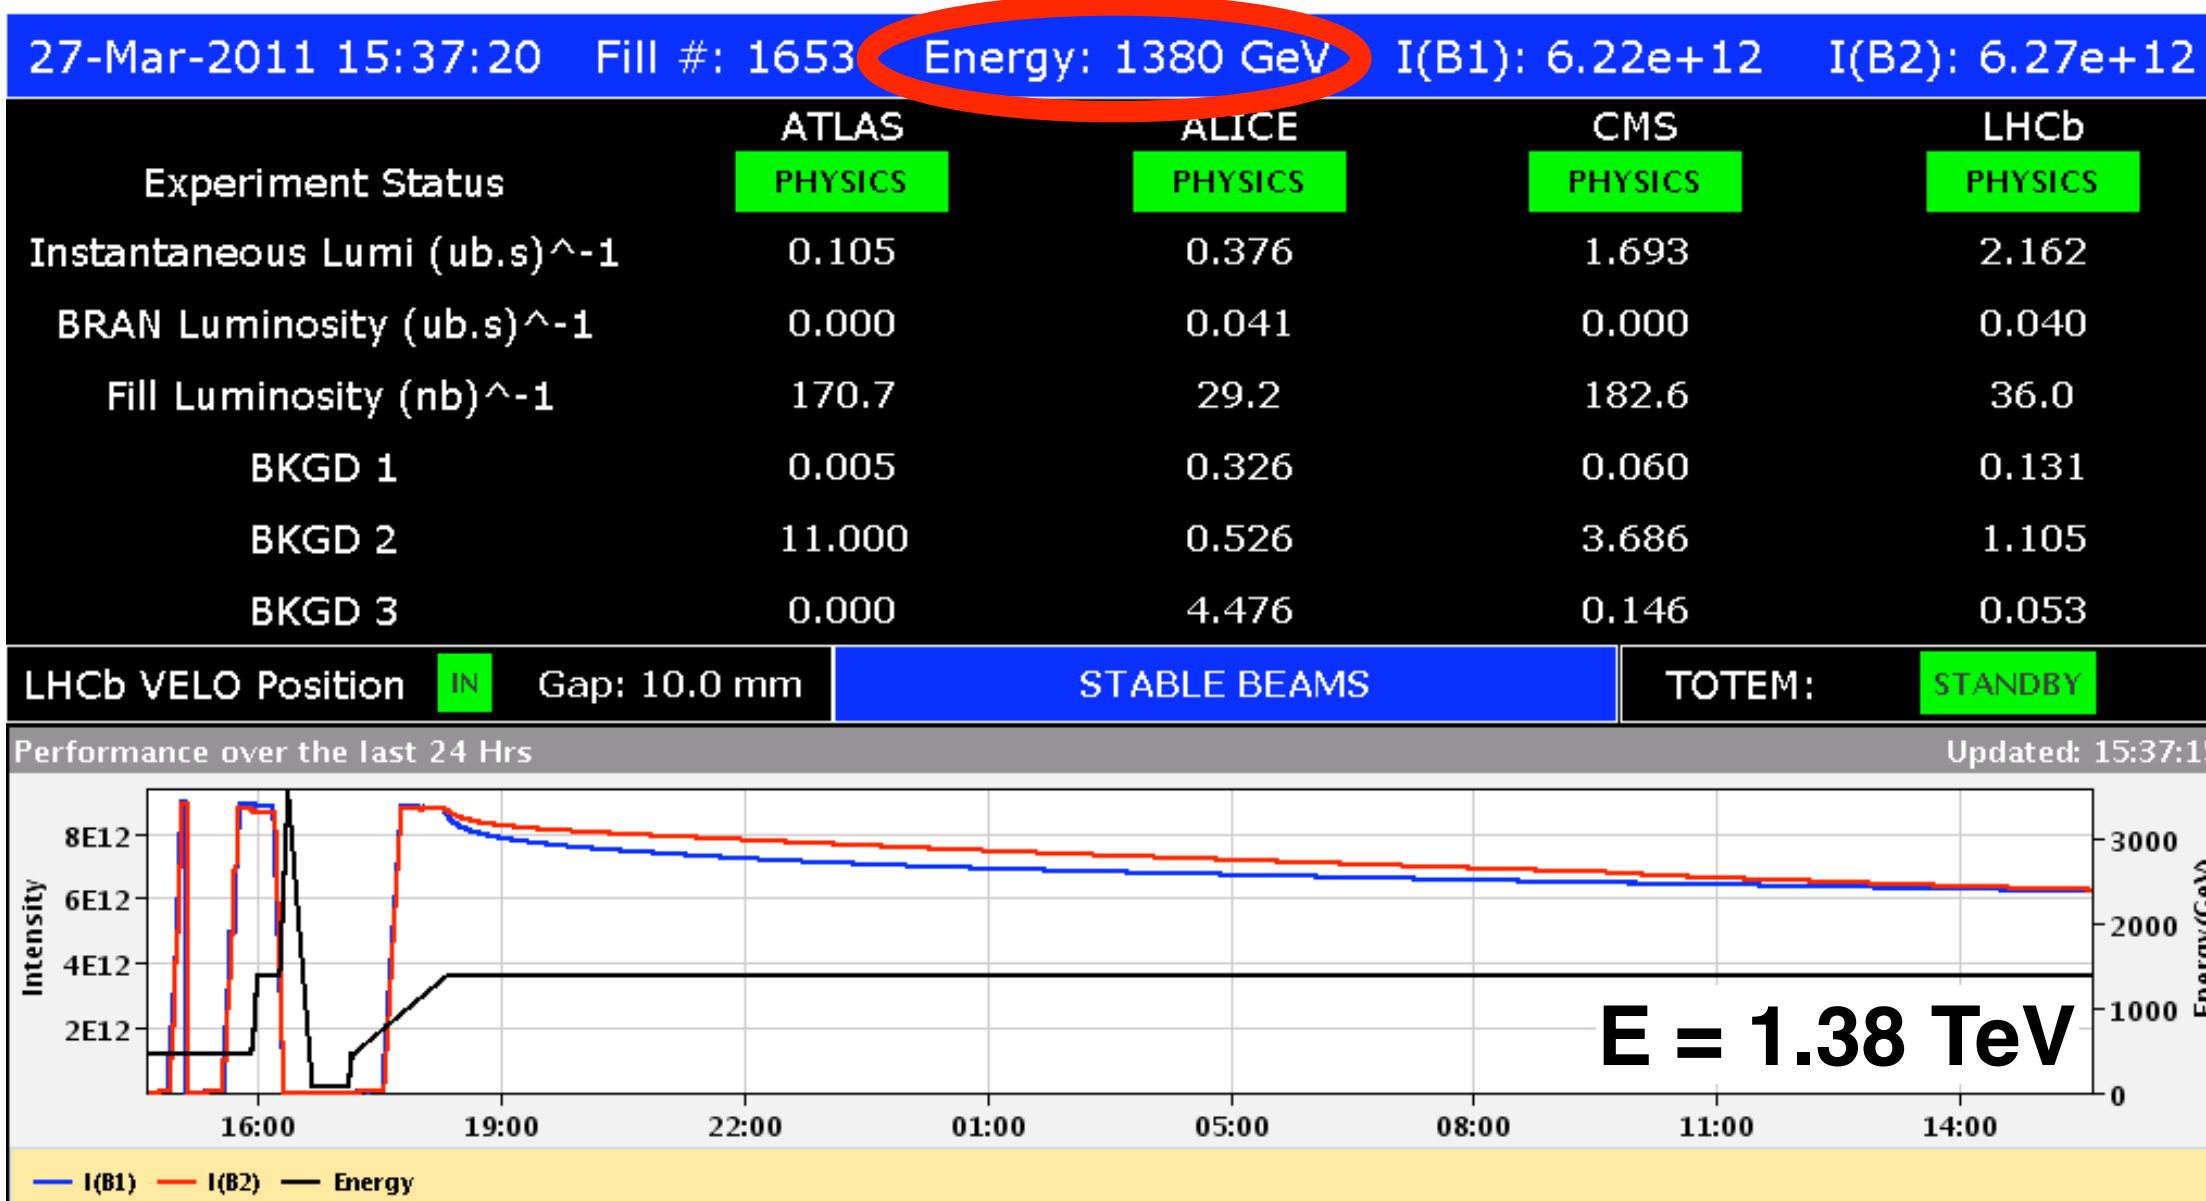 27-Mar-2011 15:37:20 Fill #: 1653 Energy: 1380 GeV I(B1): 6.22e+12 I(B2): 6.27e+12
ATLAS ALICE CMS LHCb
Experiment Status PHYSICS PHYSICS PHYSICS PHYSICS
Instantaneous Lumi (ub.s)^-1 0.105 0.376 1.693 2.162
BRAN Luminosity (ub.s)^-1 0.000 0.041 0.000 0.040
Fill Luminosity (nb)^-1 170.7 29.2 182.6 36.0
BKGD 1 0.005 0.326 0.060 0.131
BKGD 2 11.000 0.526 3.686 1.105
BKGD 3 0.000 4.476 0.146 0.053
LHCb VELO Position IN Gap: 10.0 mm STABLE BEAMS TOTEM: STANDBY
Performance over the last 24 Hrs Updated:
8E12
6E12
4E12
2E12
Intensity
3000
2000
1000
0
Energy(GeV)
E = 1.38 TeV
16:00 19:00 22:00 01:00 05:00 08:00 11:00 14:00
I(B1) I(B2) Energy